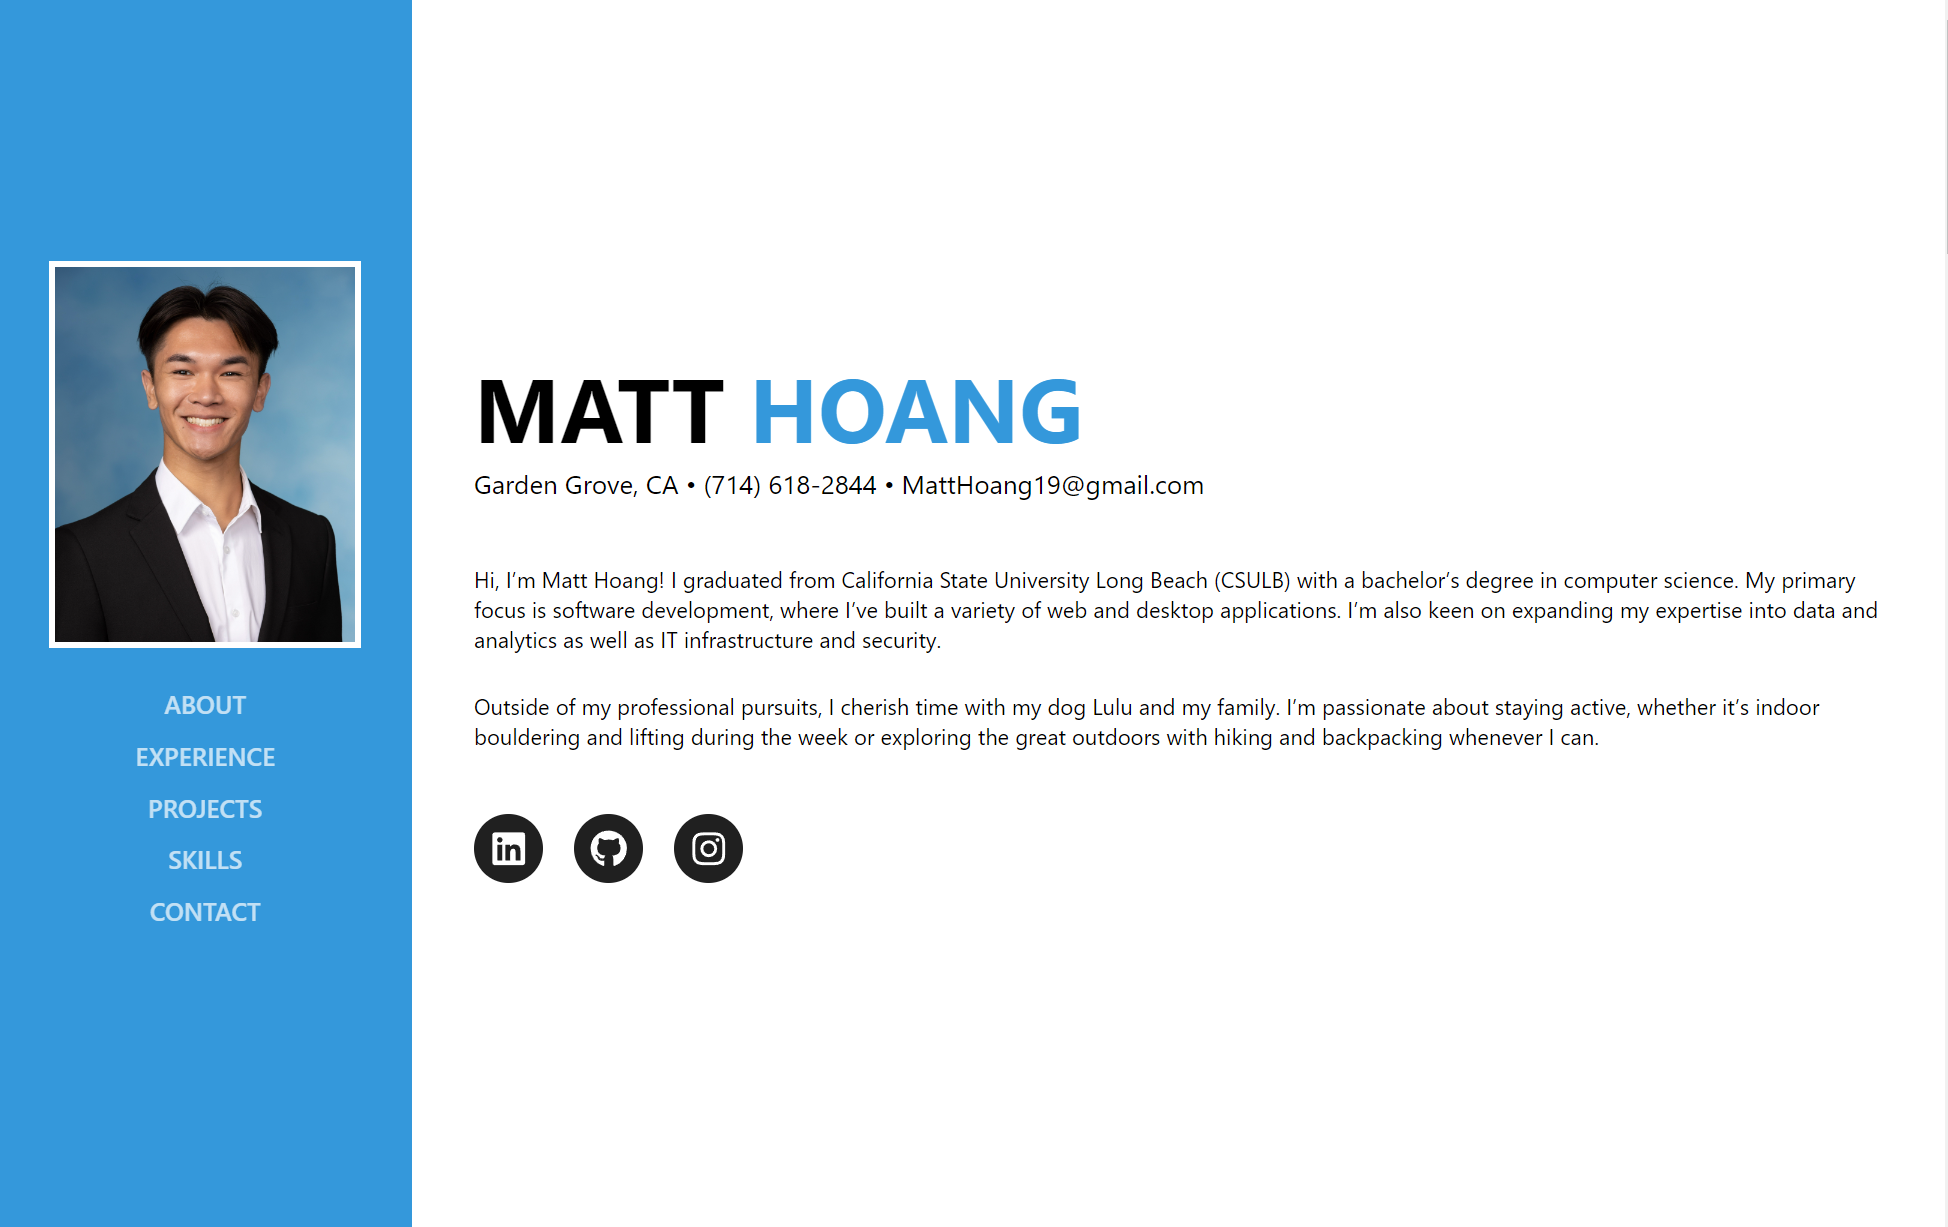 ABOUT
EXPERIENCE
PROJECTS
SKILLS
CONTACT
MATT HOANG
Garden Grove, CA • (714) 618-2844 • MattHoang19@gmail.com
Hi, I’m Matt Hoang! I graduated from California State University Long Beach (CSULB) with a bachelor’s degree in computer science. My primary
focus is software development, where I’ve built a variety of web and desktop applications. I’m also keen on expanding my expertise into data and
analytics as well as IT infrastructure and security.
Outside of my professional pursuits, I cherish time with my dog Lulu and my family. I’m passionate about staying active, whether it’s indoor
bouldering and lifting during the week or exploring the great outdoors with hiking and backpacking whenever I can.
in